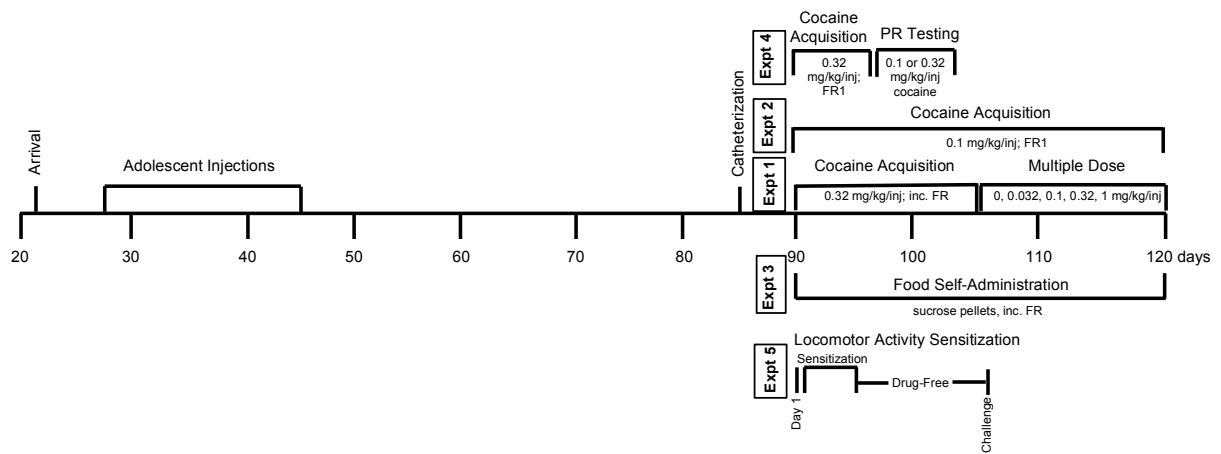 Cocaine
Acquisition
PR Testing
Expt 4
0.32
mg/kg/inj;
FR1
0.1 or 0.32
mg/kg/inj
cocaine
Expt 2
Cocaine Acquisition
0.1 mg/kg/inj; FR1
Arrival
Adolescent Injections
Catheterization
Expt 1
Cocaine Acquisition
Multiple Dose
0.32 mg/kg/inj; inc. FR
0, 0.032, 0.1, 0.32, 1 mg/kg/inj
20 30 40 50 60 70 80 90 100 110 120 days
Expt 3
Food Self-Administration
sucrose pellets, inc. FR
Expt 5
Locomotor Activity Sensitization
Sensitization
Drug-Free
Day 1
Challenge